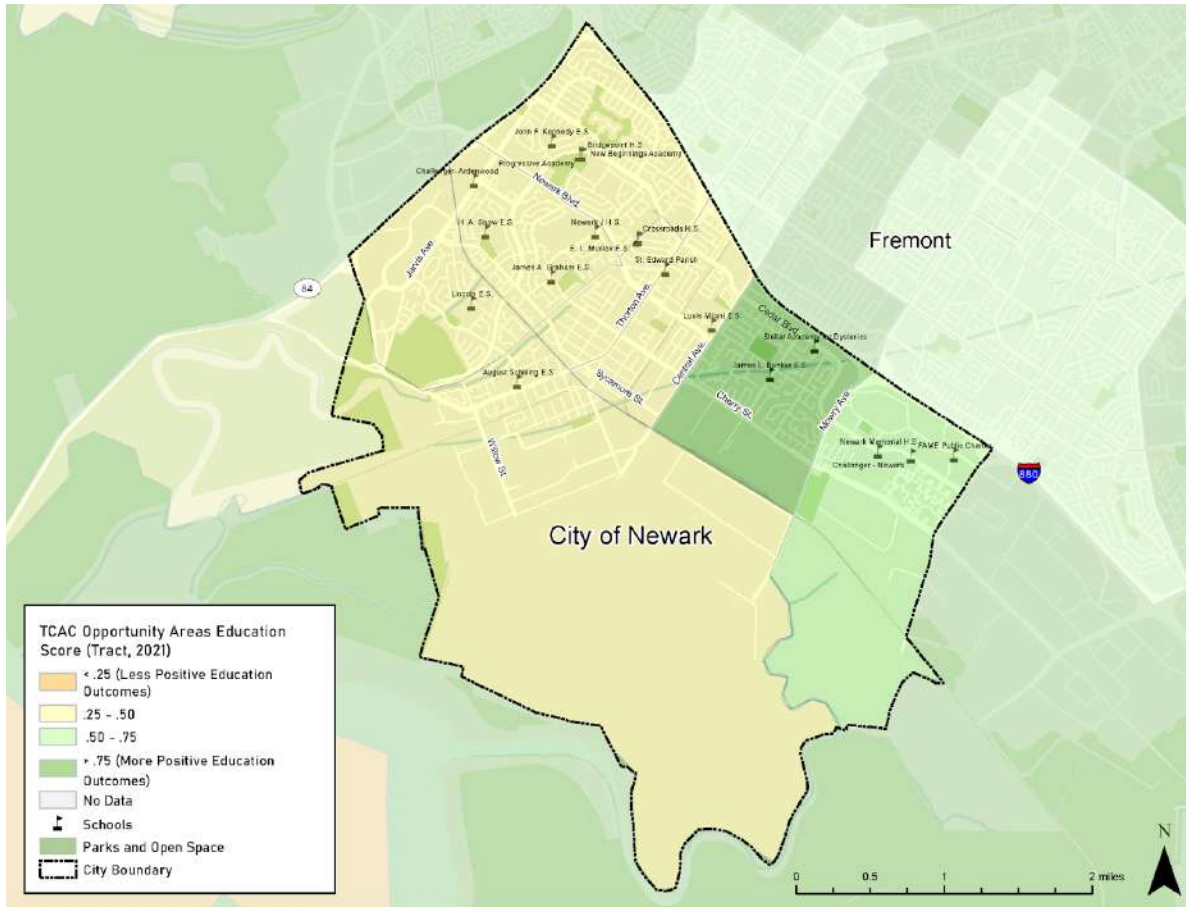 John F. Kennedy E.S.
Bridgepoint H.S.
New Beginnings Academy
Progressive Academy
Challenger-Ardenwood
Newark Blvd.
H. A. Snow E.S.
Newark J.H.S.
Crossroads H.S.
E. L. Musick E.S.
Fremont
Jarvis Ave.
James A. Graham E.S.
St. Edward Parish
84
Lincoln E.S.
Thorton Ave.
Louis Milani E.S.
Cedar Blvd.
Stellar Academy for Dyslexics
Central Ave.
August Schilling E.S.
James L. Bunker E.S.
Sycamore St.
Cherry St.
Mowry Ave
Willow St.
Newark Memorial H.S.
FAME Public Charter
Challenger - Newark
880
City of Newark
TCAC Opportunity Areas Education
Score (Tract, 2021)
< .25 (Less Positive Education
Outcomes)
.25 - .50
.50 - .75
> .75 (More Positive Education
Outcomes)
No Data
Schools
Parks and Open Space
City Boundary
N
0 0.5 1 2 miles